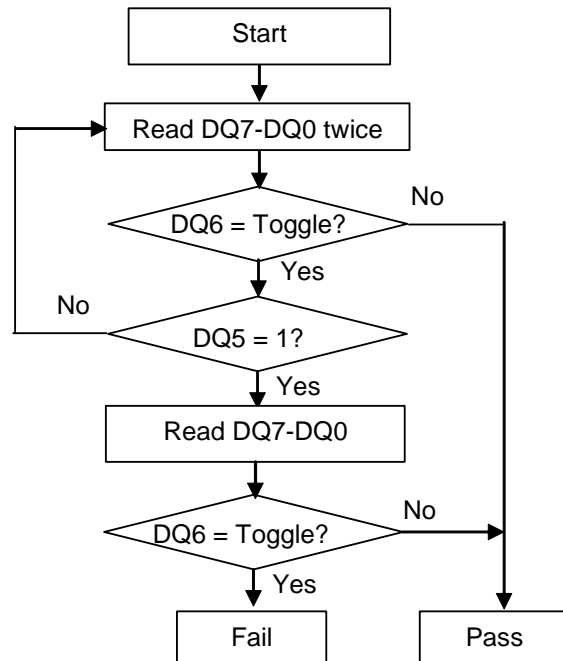 Start
Read DQ7-DQ0 twice
No
DQ6 = Toggle?
Yes
No
DQ5 = 1?
Yes
Read DQ7-DQ0
No
DQ6 = Toggle?
Yes
Fail
Pass